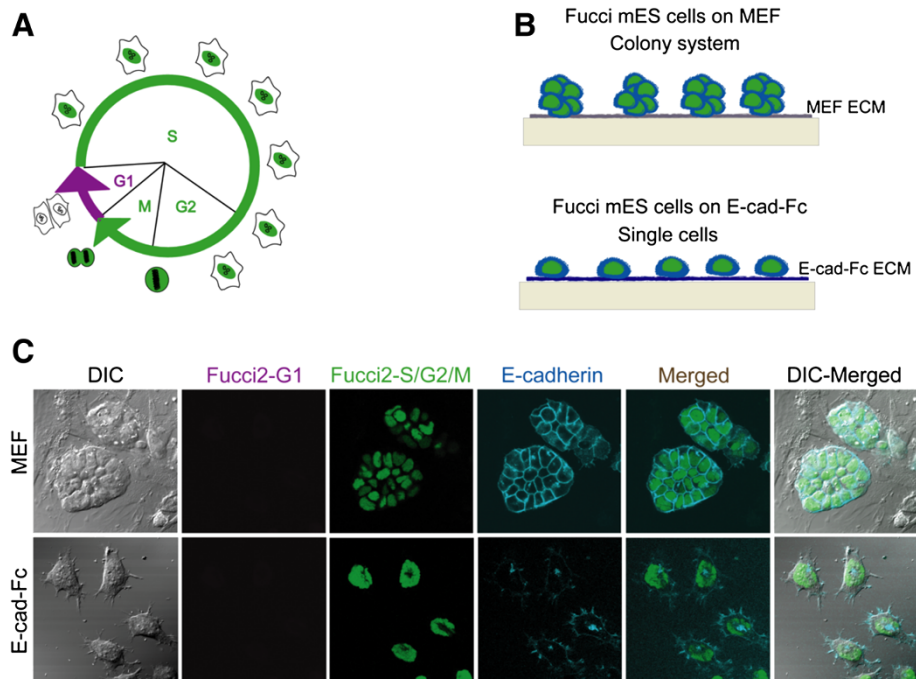 A
S
G1
M
G2
B
Fucci mES cells on MEF
Colony system
MEF ECM
Fucci mES cells on E-cad-Fc
Single cells
E-cad-Fc ECM
C
DIC
Fucci2-G1
Fucci2-S/G2/M
E-cadherin
Merged
DIC-Merged
MEF
E-cad-Fc